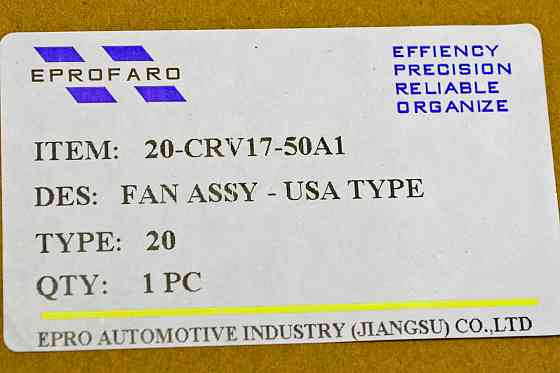 EPROFARO
EFFIENCY
PRECISION
RELIABLE
ORGANIZE
ITEM: 20-CRV17-50A1
DES: FAN ASSY - USA TYPE
TYPE: 20
QTY: 1 PC
EPRO AUTOMOTIVE INDUSTRY (JIANGSU) CO.,LTD